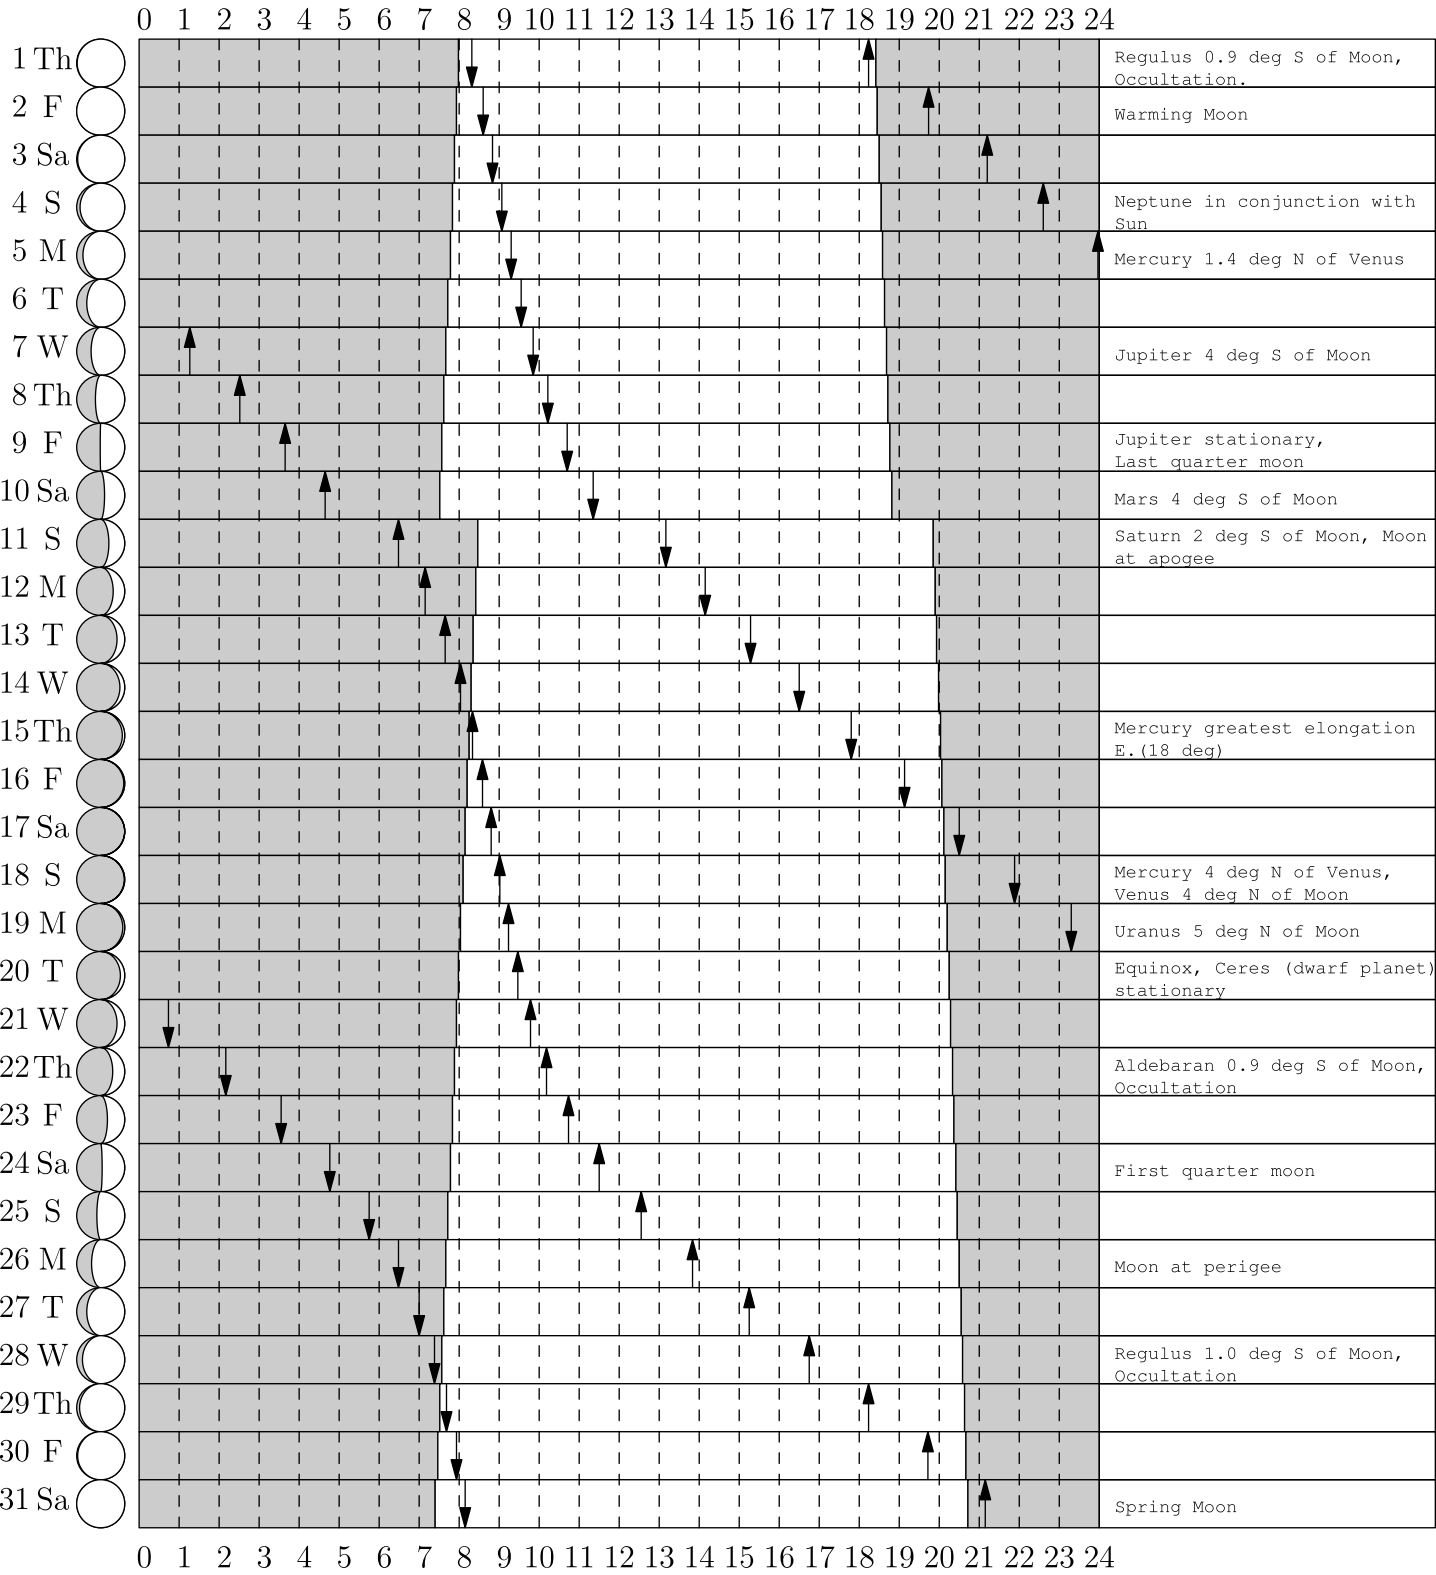 0 1 2 3 4 5 6 7 8 9 10 11 12 13 14 15 16 17 18 19 20 21 22 23 24
1 Th Regulus 0.9 deg S of Moon,
Occultation.
2 F Warming Moon
3 Sa
4 S Neptune in conjunction with
Sun
5 M Mercury 1.4 deg N of Venus
6 T
7 W Jupiter 4 deg S of Moon
8 Th
9 F Jupiter stationary,
Last quarter moon
10 Sa Mars 4 deg S of Moon
11 S Saturn 2 deg S of Moon, Moon
at apogee
12 M
13 T
14 W
15 Th Mercury greatest elongation
E.(18 deg)
16 F
17 Sa
18 S Mercury 4 deg N of Venus,
Venus 4 deg N of Moon
19 M Uranus 5 deg N of Moon
20 T Equinox, Ceres (dwarf planet)
stationary
21 W
22 Th Aldebaran 0.9 deg S of Moon,
Occultation
23 F
24 Sa First quarter moon
25 S
26 M Moon at perigee
27 T
28 W Regulus 1.0 deg S of Moon,
Occultation
29 Th
30 F
31 Sa Spring Moon
0 1 2 3 4 5 6 7 8 9 10 11 12 13 14 15 16 17 18 19 20 21 22 23 24